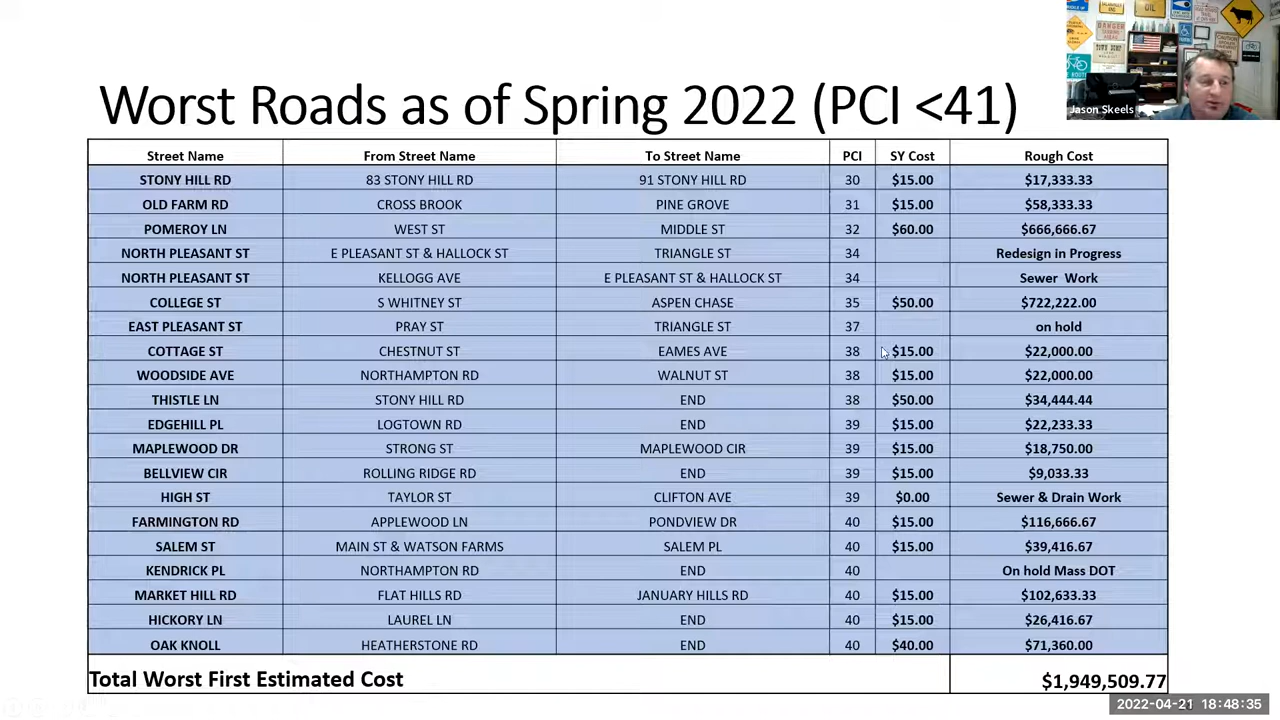 Worst Roads as of Spring 2022 (PCI <41)
Street Name From Street Name To Street Name PCI SY Cost Rough Cost
STONY HILL RD 83 STONY HILL RD 91 STONY HILL RD 30 $15.00 $17,333.33
OLD FARM RD CROSS BROOK PINE GROVE 31 $15.00 $58,333.33
POMEROY LN WEST ST MIDDLE ST 32 $60.00 $666,666.67
NORTH PLEASANT ST E PLEASANT ST & HALLOCK ST TRIANGLE ST 34 Redesign in Progress
NORTH PLEASANT ST KELLOGG AVE E PLEASANT ST & HALLOCK ST 34 Sewer Work
COLLEGE ST S WHITNEY ST ASPEN CHASE 35 $50.00 $722,222.00
EAST PLEASANT ST PRAY ST TRIANGLE ST 37 on hold
COTTAGE ST CHESTNUT ST EAMES AVE 38 $15.00 $22,000.00
WOODSIDE AVE NORTHAMPTON RD WALNUT ST 38 $15.00 $22,000.00
THISTLE LN STONY HILL RD END 38 $50.00 $34,444.44
EDGEHILL PL LOGTOWN RD END 39 $15.00 $22,233.33
MAPLEWOOD DR STRONG ST MAPLEWOOD CIR 39 $15.00 $18,750.00
BELLVIEW CIR ROLLING RIDGE RD END 39 $15.00 $9,033.33
HIGH ST TAYLOR ST CLIFTON AVE 39 $0.00 Sewer & Drain Work
FARMINGTON RD APPLEWOOD LN PONDVIEW DR 40 $15.00 $116,666.67
SALEM ST MAIN ST & WATSON FARMS SALEM PL 40 $15.00 $39,416.67
KENDRICK PL NORTHAMPTON RD END 40 On hold Mass DOT
MARKET HILL RD FLAT HILLS RD JANUARY HILLS RD 40 $15.00 $102,633.33
HICKORY LN LAUREL LN END 40 $15.00 $26,416.67
OAK KNOLL HEATHERSTONE RD END 40 $40.00 $71,360.00
Total Worst First Estimated Cost $1,949,509.77
OIL
DANGER
TOWN DUMP
CAUTION
Jason Skeels
2022-04-21 18:48:35